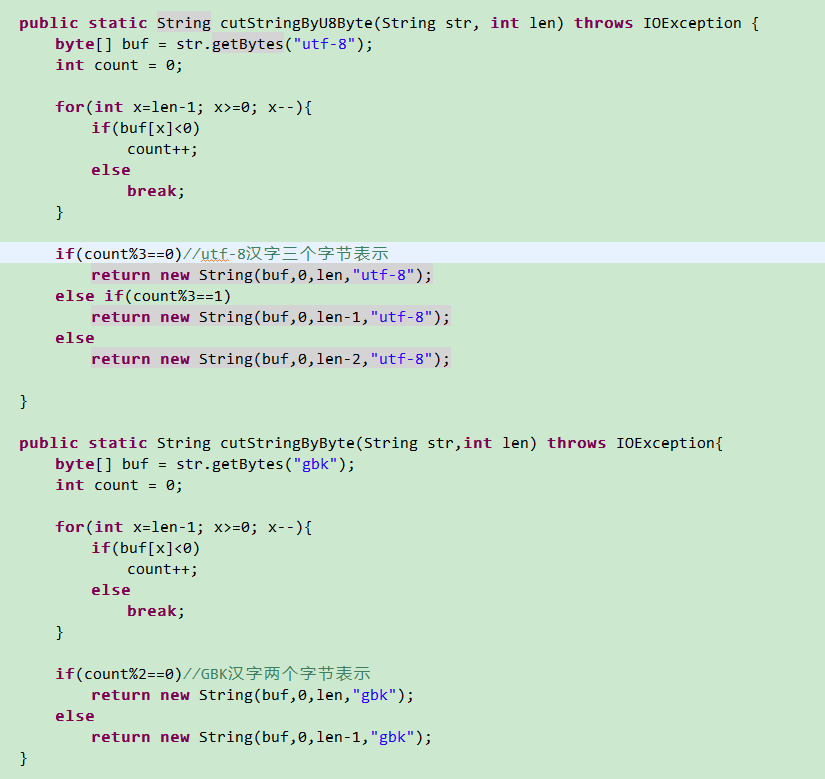 public static String cutStringByU8Byte(String str, int len) throws IOException {
byte[] buf = str.getBytes("utf-8");
int count = 0;
for(int x=len-1; x>=0; x--){
if(buf[x]<0)
count++;
else
break;
}
if(count%3==0)//utf-8汉字三个字节表示
return new String(buf,0,len,"utf-8");
else if(count%3==1)
return new String(buf,0,len-1,"utf-8");
else
return new String(buf,0,len-2,"utf-8");
}
public static String cutStringByByte(String str,int len) throws IOException{
byte[] buf = str.getBytes("gbk");
int count = 0;
for(int x=len-1; x>=0; x--){
if(buf[x]<0)
count++;
else
break;
}
if(count%2==0)//GBK汉字两个字节表示
return new String(buf,0,len,"gbk");
else
return new String(buf,0,len-1,"gbk");
}